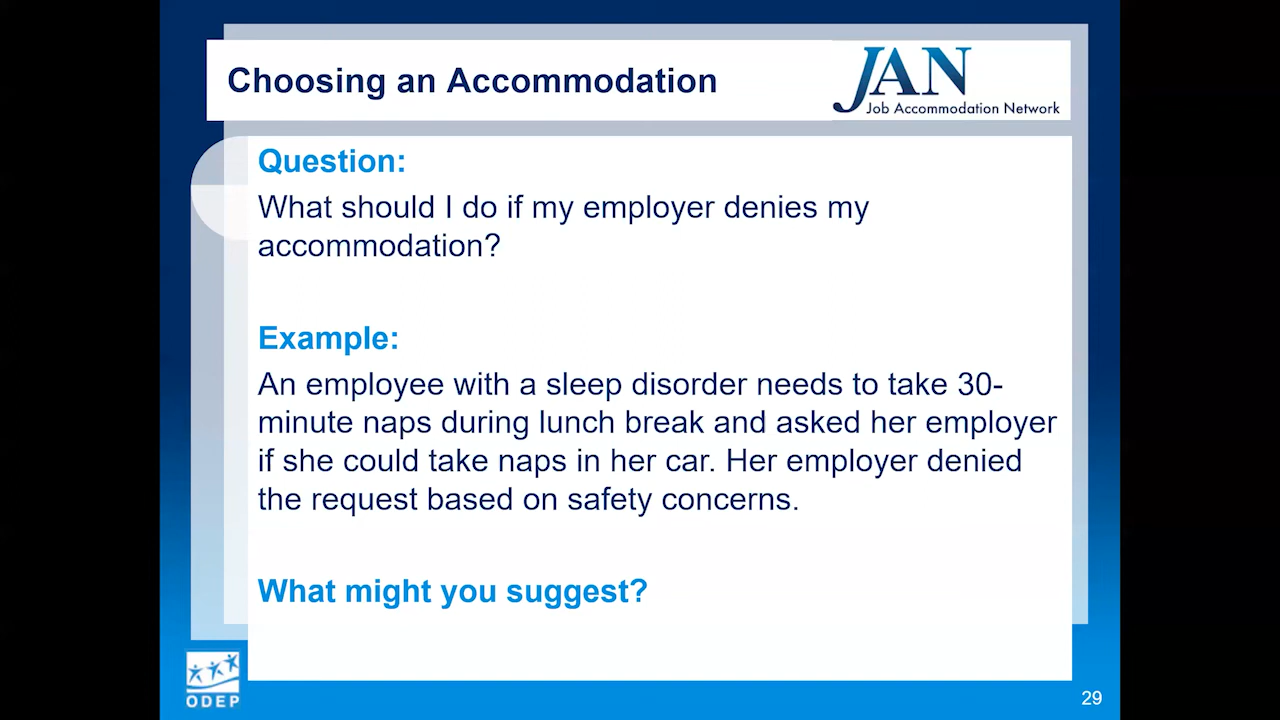 Choosing an Accommodation
JAN
Job Accommodation Network
Question:
What should I do if my employer denies my
accommodation?
Example:
An employee with a sleep disorder needs to take 30-
minute naps during lunch break and asked her employer
if she could take naps in her car. Her employer denied
the request based on safety concerns.
What might you suggest?
ODEP
29